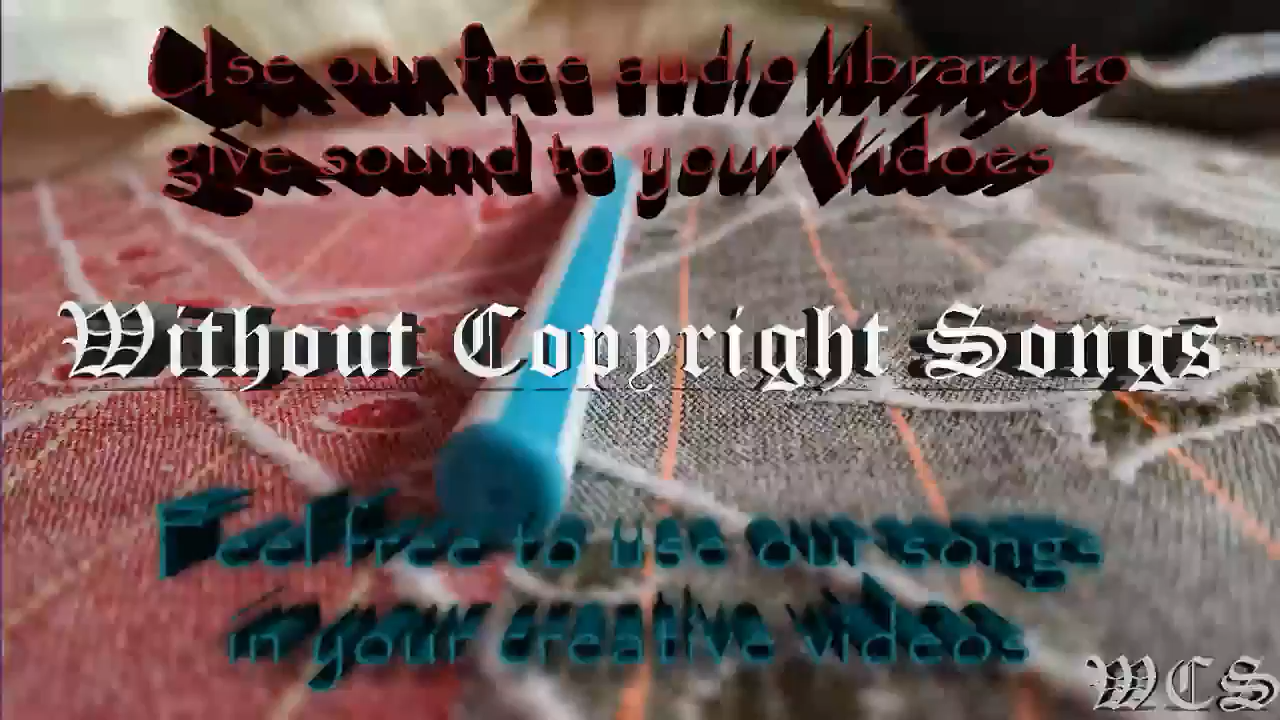 Use our free audio library to
give sound to your Vidoes
Without Copyright Songs
Feel free to use our songs
in your creative videos
WCS